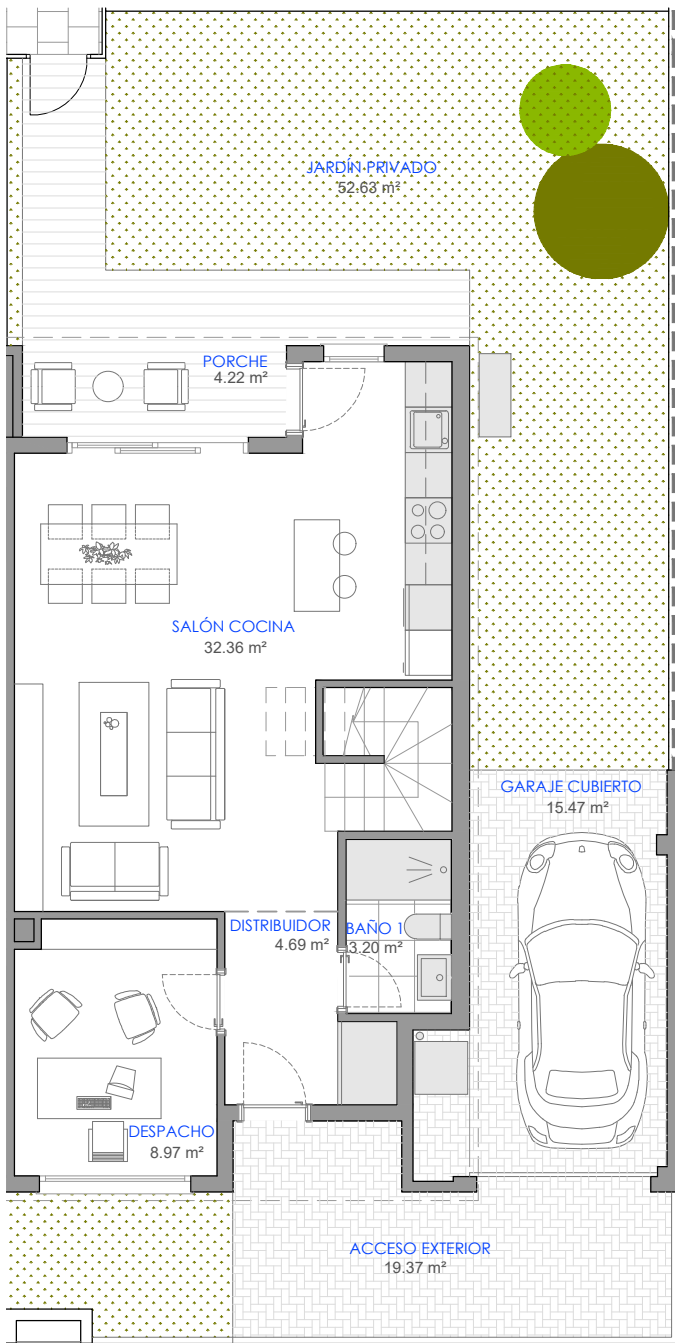 JARDÍN PRIVADO
52.63 m²
PORCHE
4.22 m²
SALÓN COCINA
32.36 m²
GARAJE CUBIERTO
15.47 m²
DISTRIBUIDOR
4.69 m²
BAÑO 1
3.20 m²
DESPACHO
8.97 m²
ACCESO EXTERIOR
19.37 m²